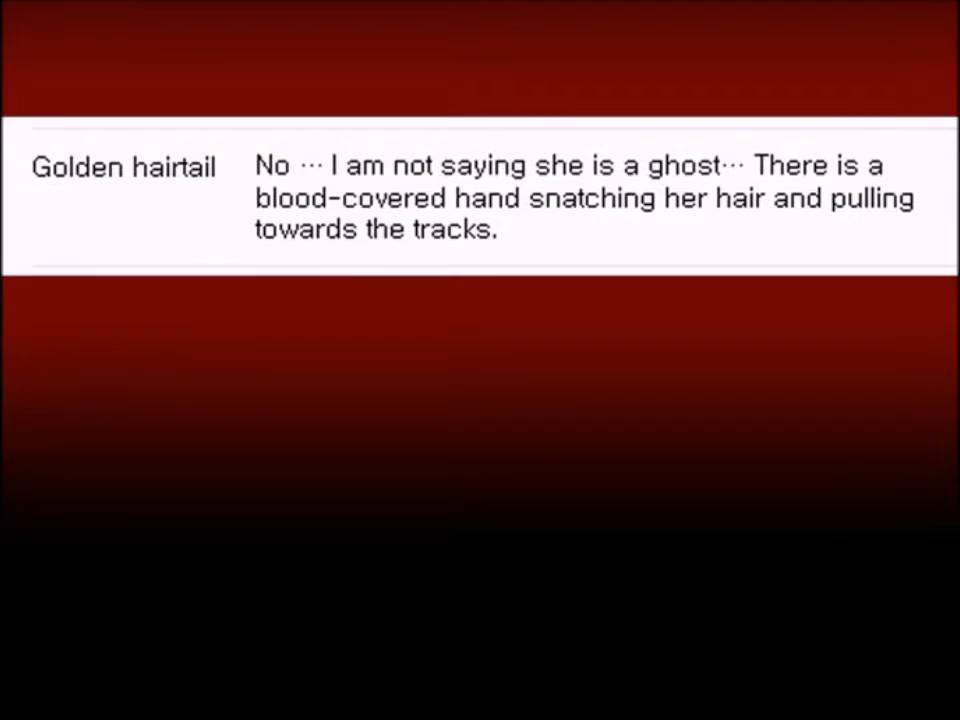 Golden hairtail
No ··· I am not saying she is a ghost··· There is a
blood-covered hand snatching her hair and pulling
towards the tracks.